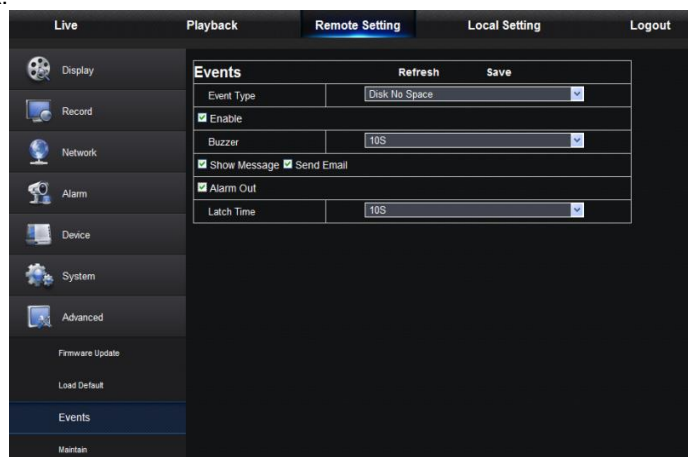 Live Playback Remote Setting Local Setting Logout
Display
Record
Network
Alarm
Device
System
Advanced
Firmware Update
Load Default
Events
Maintain
Events Refresh Save
Event Type Disk No Space
Enable
Buzzer 10S
Show Message Send Email
Alarm Out
Latch Time 10S